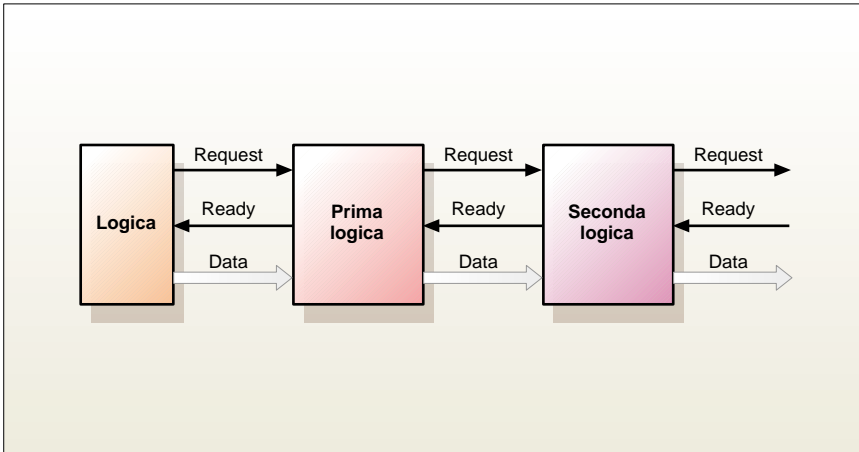 Request
Request
Request
Logica
Ready
Prima
logica
Ready
Seconda
logica
Ready
Data
Data
Data